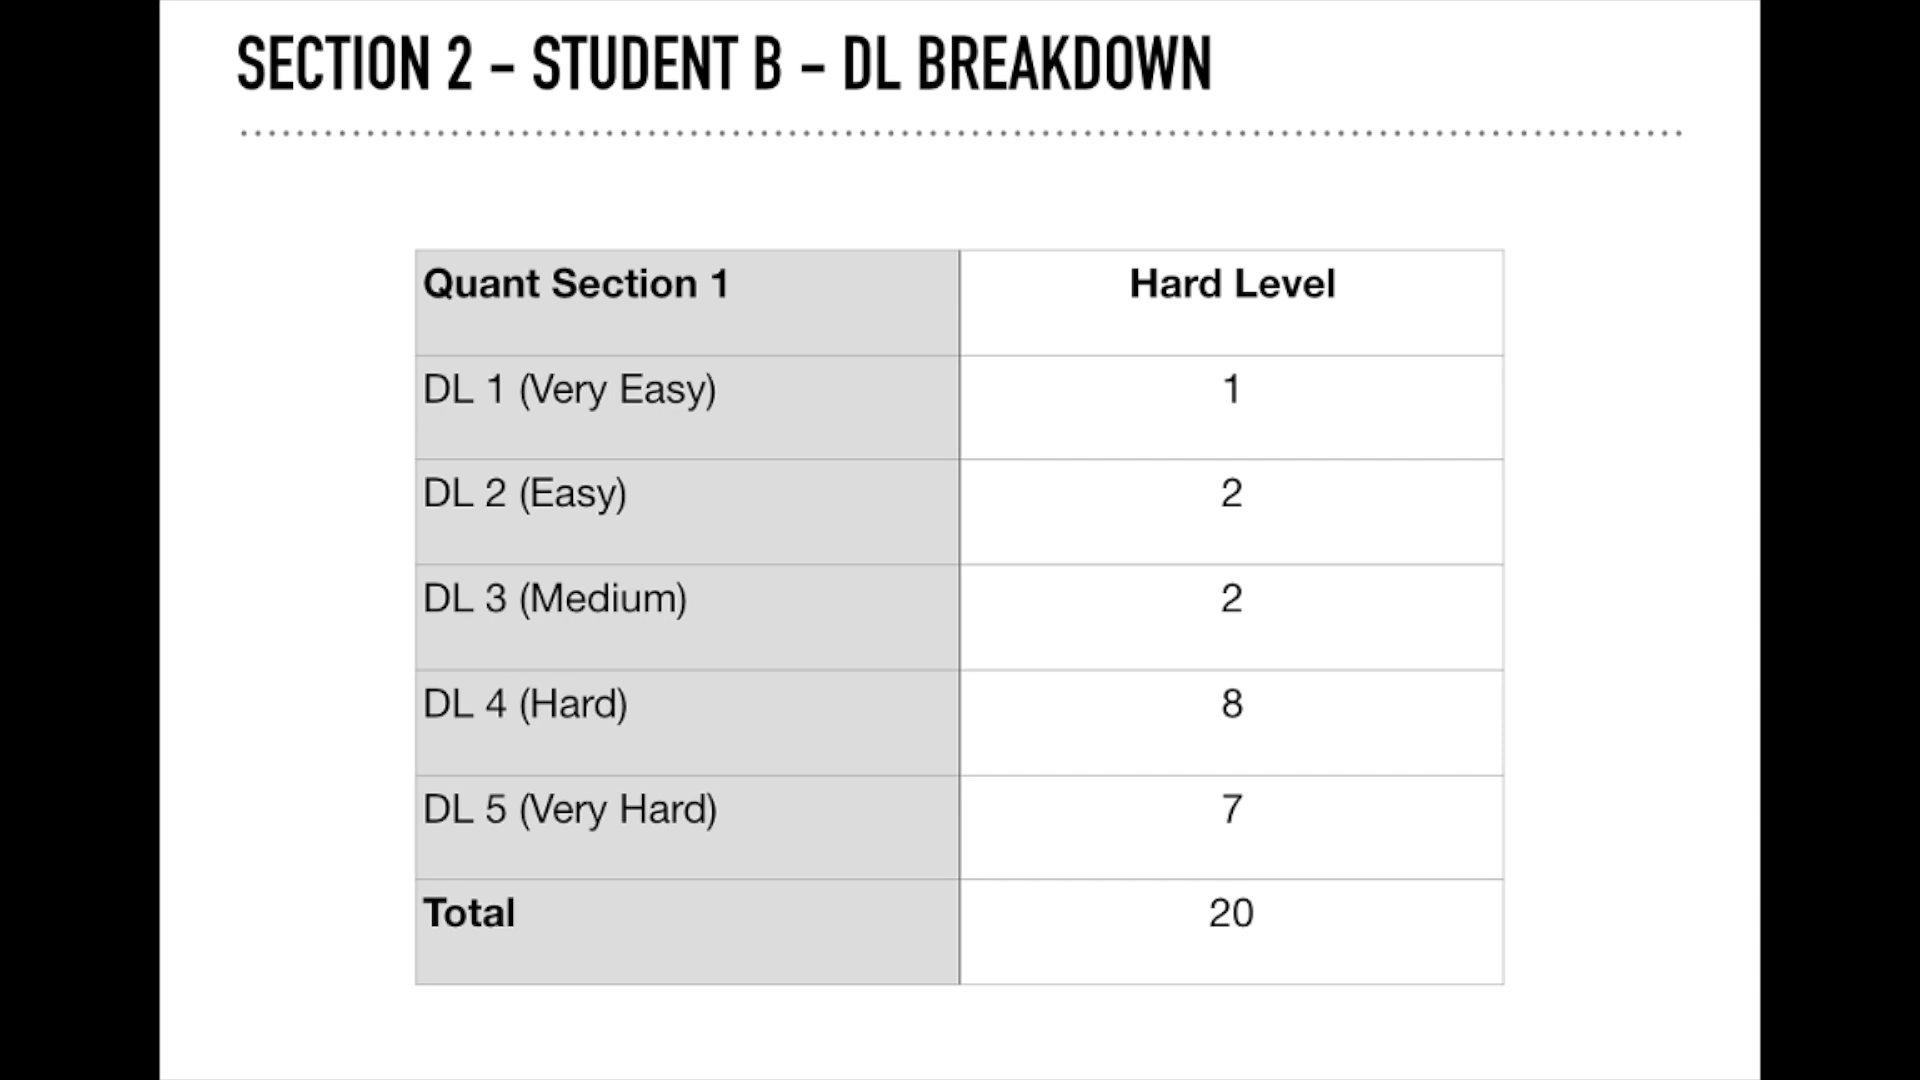 SECTION 2 – STUDENT B – DL BREAKDOWN
Quant Section 1 Hard Level
DL 1 (Very Easy) 1
DL 2 (Easy) 2
DL 3 (Medium) 2
DL 4 (Hard) 8
DL 5 (Very Hard) 7
Total 20